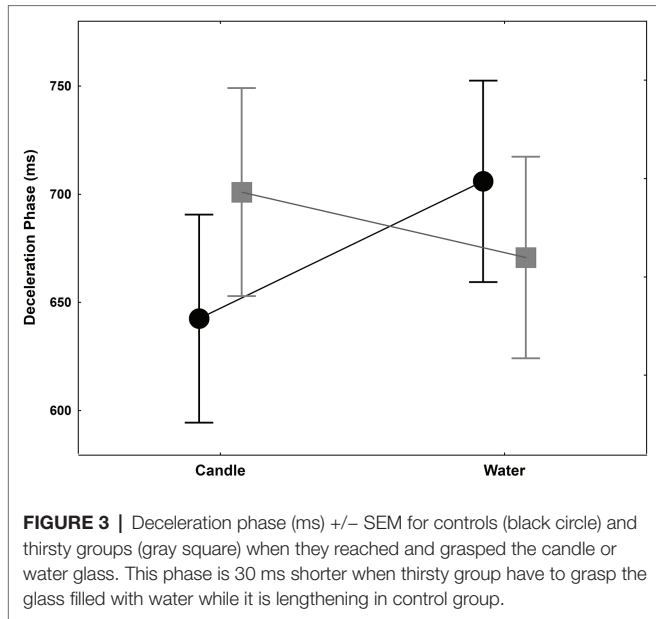 750
700
650
600
Deceleration Phase (ms)
Candle Water
FIGURE 3 | Deceleration phase (ms) +/− SEM for controls (black circle) and
thirsty groups (gray square) when they reached and grasped the candle or
water glass. This phase is 30 ms shorter when thirsty group have to grasp the
glass filled with water while it is lengthening in control group.